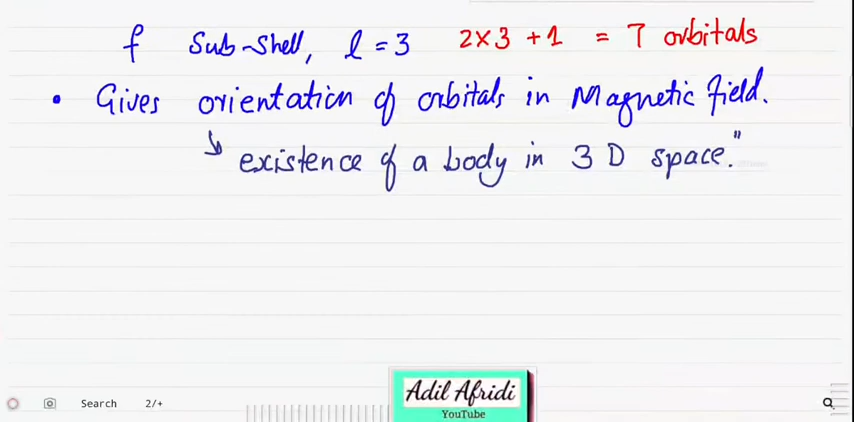 f Sub-Shell, l = 3 2×3 +1 = 7 orbitals
• Gives orientation of orbitals in Magnetic field.
↳ existence of a body in 3 D space."
Adil Afridi
YouTube
Search 2/+